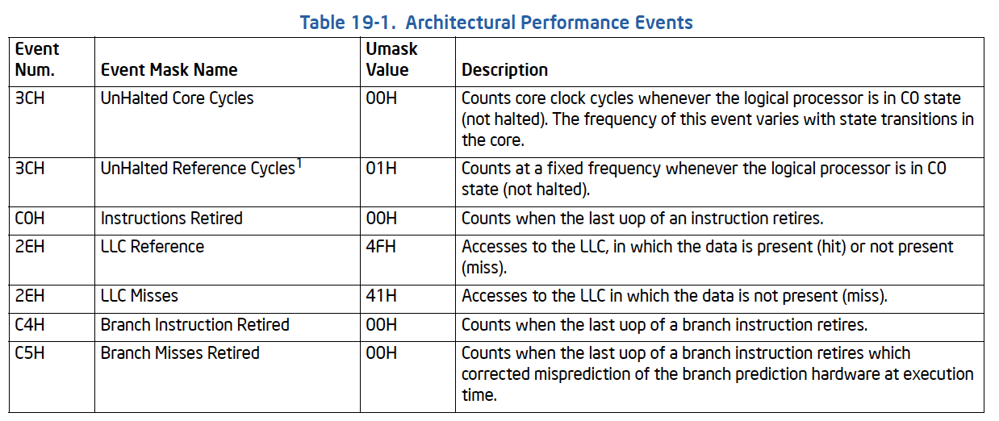 Table 19-1. Architectural Performance Events
Event Num. Event Mask Name Umask Value Description
3CH UnHalted Core Cycles 00H Counts core clock cycles whenever the logical processor is in C0 state
(not halted). The frequency of this event varies with state transitions in
the core.
3CH UnHalted Reference Cycles1 01H Counts at a fixed frequency whenever the logical processor is in C0
state (not halted).
C0H Instructions Retired 00H Counts when the last uop of an instruction retires.
2EH LLC Reference 4FH Accesses to the LLC, in which the data is present (hit) or not present
(miss).
2EH LLC Misses 41H Accesses to the LLC in which the data is not present (miss).
C4H Branch Instruction Retired 00H Counts when the last uop of a branch instruction retires.
C5H Branch Misses Retired 00H Counts when the last uop of a branch instruction retires which
corrected misprediction of the branch prediction hardware at execution
time.